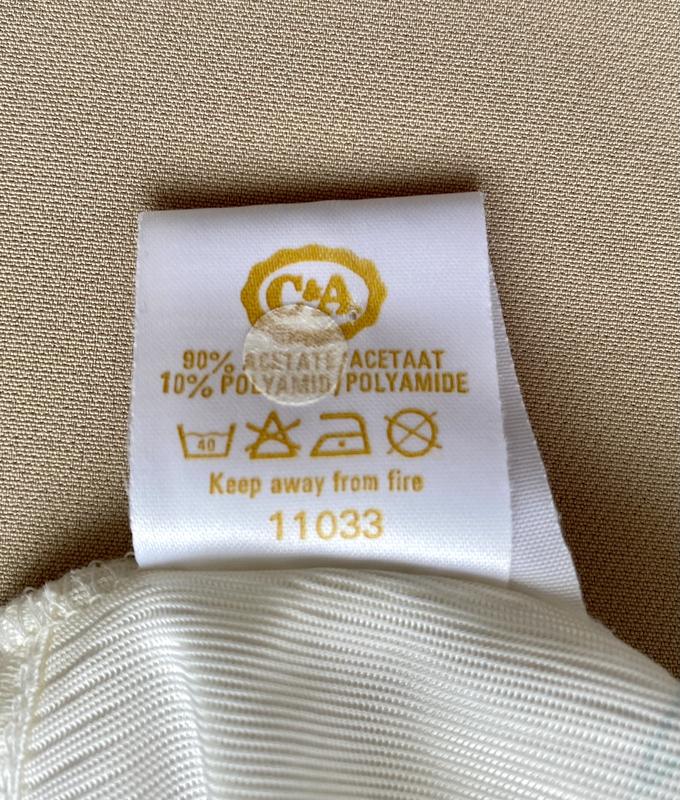 C&A
90% ACETATE/ACETAAT
10% POLYAMID/POLYAMIDE
40
Keep away from fire
11033